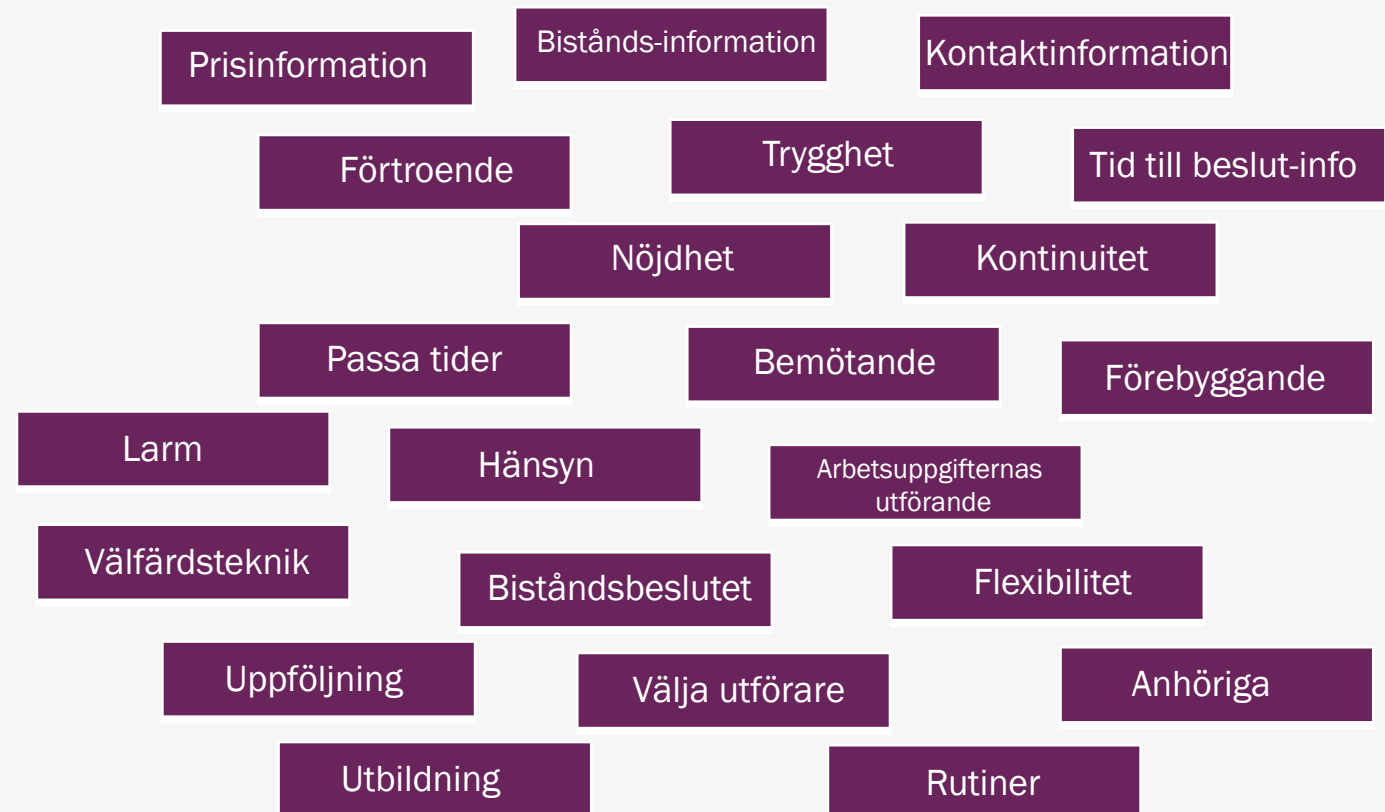 Prisinformation
Bistånds-information
Kontaktinformation
Förtroende
Trygghet
Tid till beslut-info
Nöjdhet
Kontinuitet
Passa tider
Bemötande
Förebyggande
Larm
Hänsyn
Arbetsuppgifternas
utförande
Välfärdsteknik
Biståndsbeslutet
Flexibilitet
Uppföljning
Välja utförare
Anhöriga
Utbildning
Rutiner